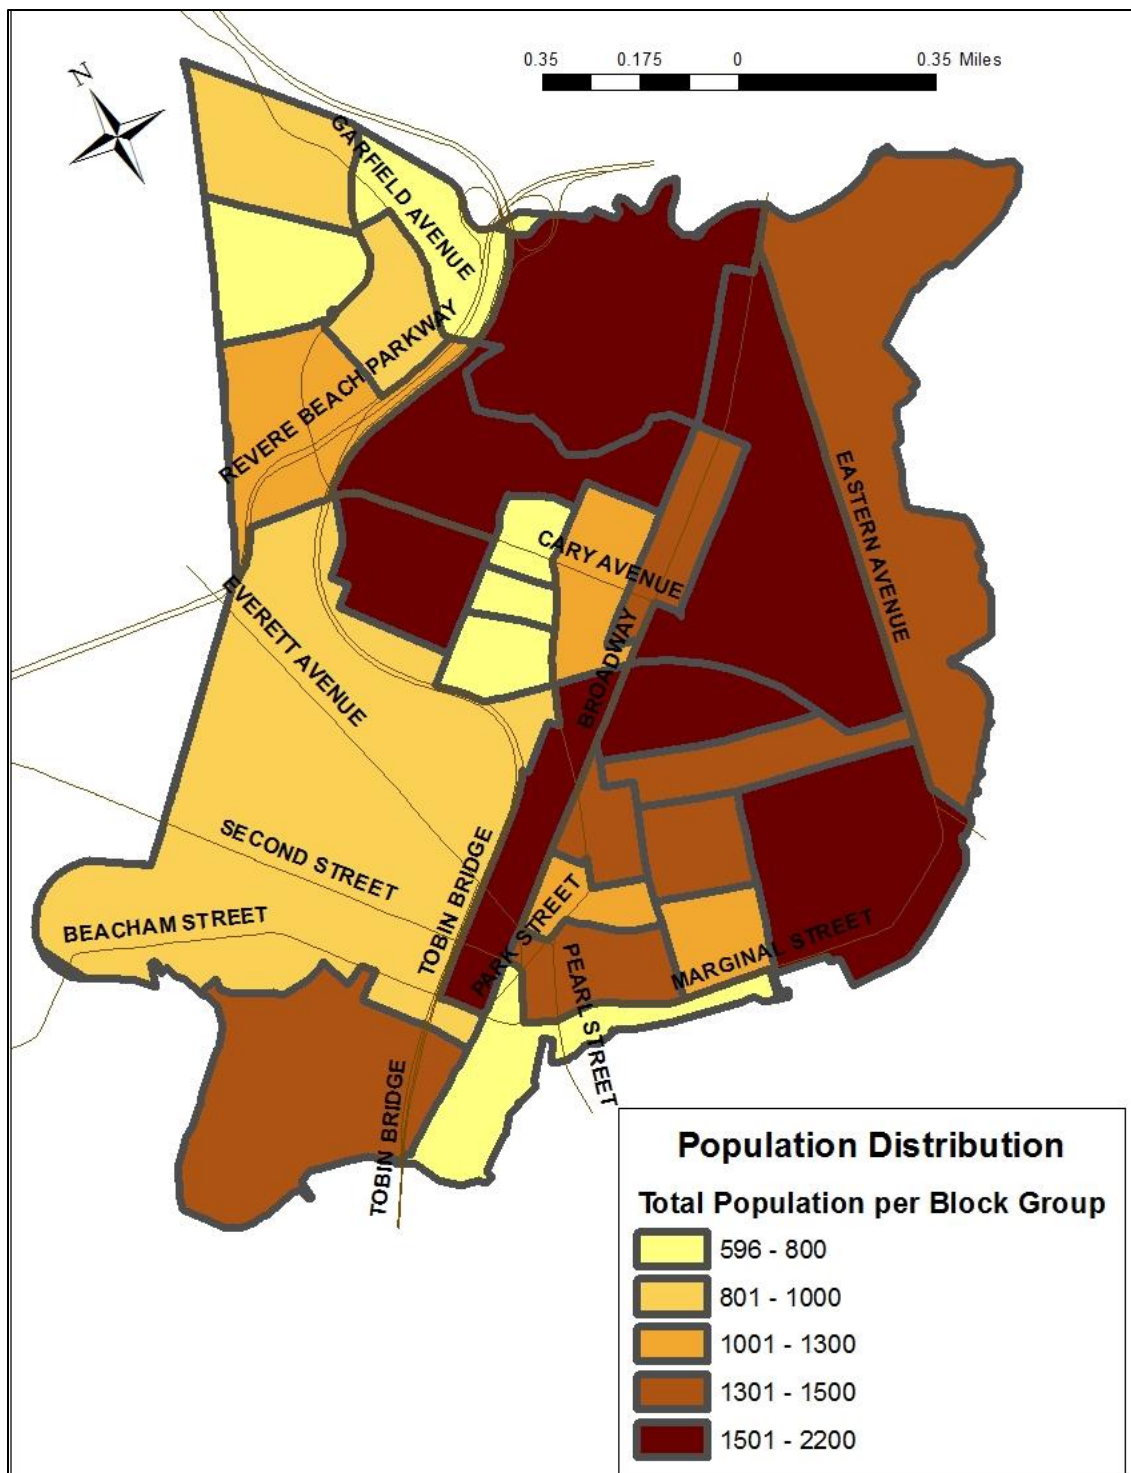 N
0.35 0.175 0 0.35 Miles
GARFIELD AVENUE
REVERE BEACH PARKWAY
EASTERN AVENUE
CARY AVENUE
BROADWAY
EVERETT AVENUE
SECOND STREET
BEACHAM STREET
TOBIN BRIDGE
PARK STREET
PEARL STREET
MARGINAL STREET
TOBIN BRIDGE
Population Distribution
Total Population per Block Group
596 - 800
801 - 1000
1001 - 1300
1301 - 1500
1501 - 2200